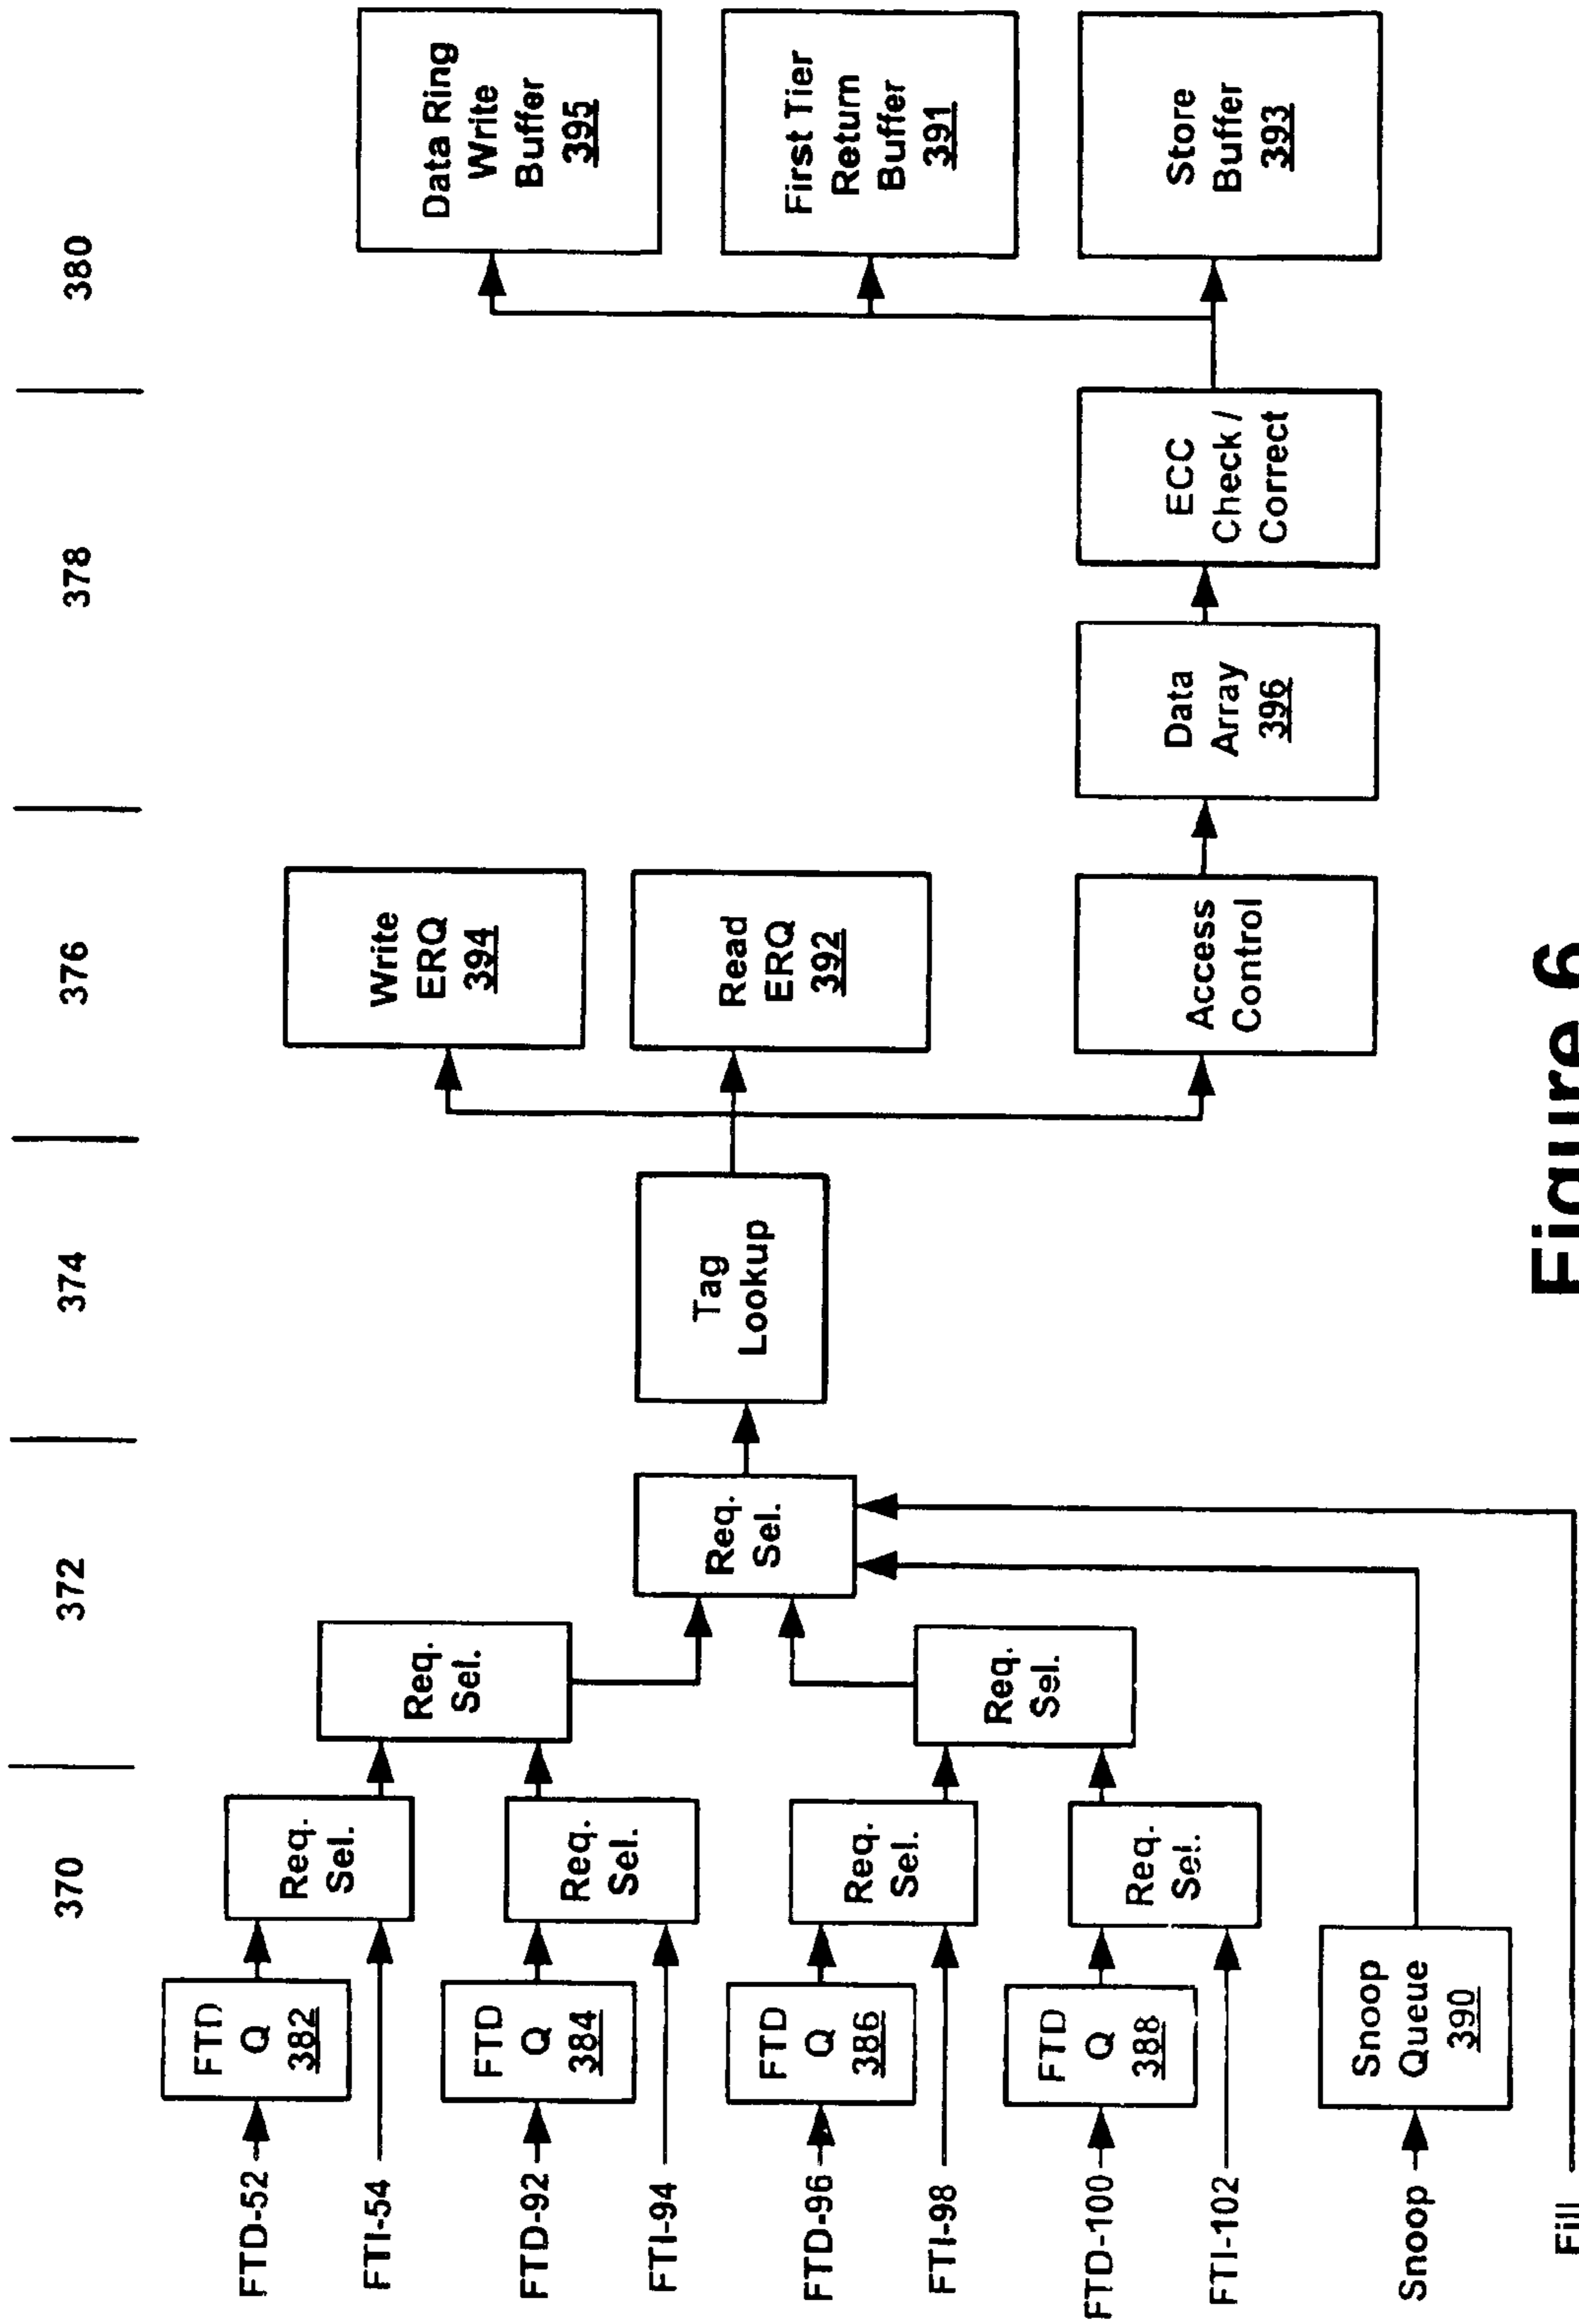 370
372
374
376
378
380
FTD-52
FTD
Q
382
FTI-54
Req.
Sel.
FTD-92
FTD
Q
384
FTI-94
Req.
Sel.
Req.
Sel.
FTD-96
FTD
Q
386
FTI-98
Req.
Sel.
FTD-100
FTD
Q
388
FTI-102
Req.
Sel.
Req.
Sel.
Snoop
Snoop
Queue
390
Fill
Req.
Sel.
Tag
Lookup
Write
ERQ
394
Read
ERQ
392
Access
Control
Data
Array
396
ECC
Check /
Correct
Data Ring
Write
Buffer
395
First Tier
Return
Buffer
391
Store
Buffer
393
Figure 6